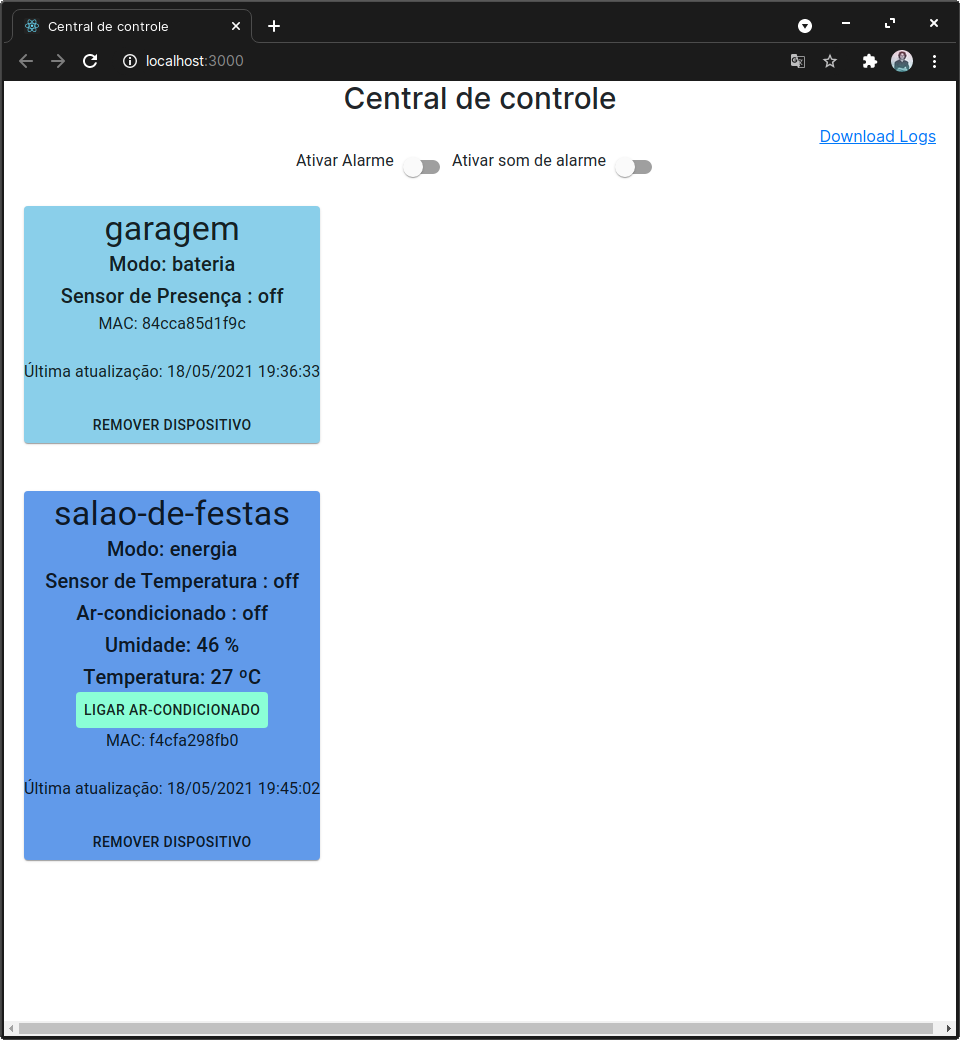 Central de controle
localhost:3000
Central de controle
Download Logs
Ativar Alarme
Ativar som de alarme
garagem
Modo: bateria
Sensor de Presença : off
MAC: 84cca85d1f9c
Última atualização: 18/05/2021 19:36:33
REMOVER DISPOSITIVO
salao-de-festas
Modo: energia
Sensor de Temperatura : off
Ar-condicionado : off
Umidade: 46 %
Temperatura: 27 ºC
LIGAR AR-CONDICIONADO
MAC: f4cfa298fb0
Última atualização: 18/05/2021 19:45:02
REMOVER DISPOSITIVO